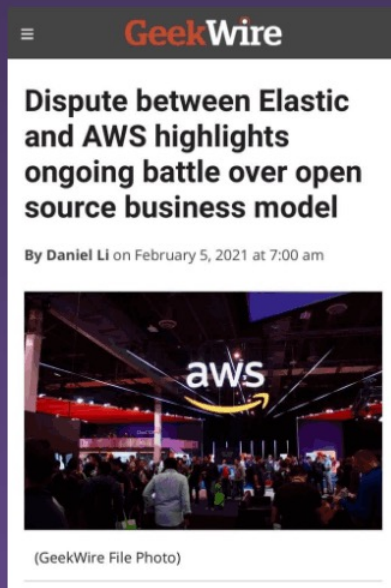 GeekWire
Dispute between Elastic
and AWS highlights
ongoing battle over open
source business model
By Daniel Li on February 5, 2021 at 7:00 am
aws
(GeekWire File Photo)